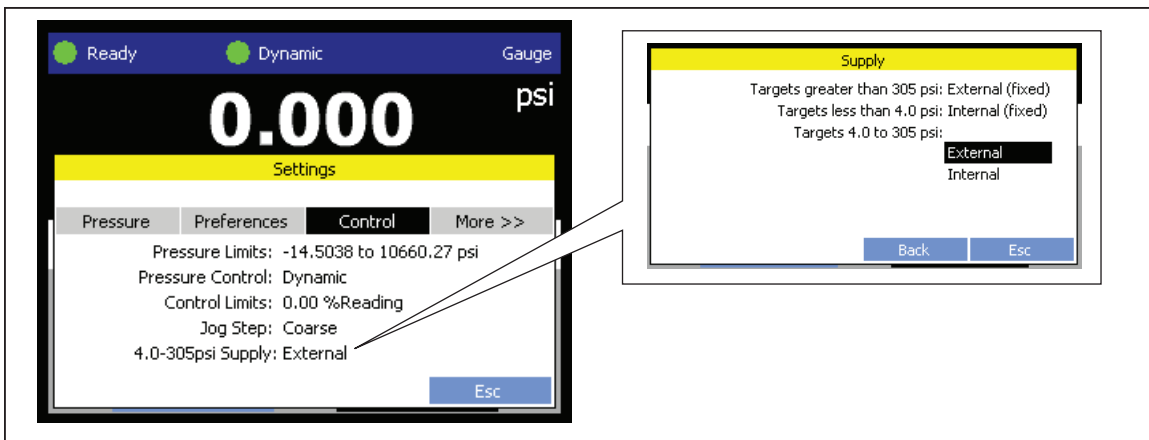 Ready Dynamic Gauge
0.000 psi
Settings
Pressure Preferences Control More >>
Pressure Limits: -14.5038 to 10660.27 psi
Pressure Control: Dynamic
Control Limits: 0.00 %Reading
Jog Step: Coarse
4.0-305psi Supply: External
Esc
Supply
Targets greater than 305 psi: External (fixed)
Targets less than 4.0 psi: Internal (fixed)
Targets 4.0 to 305 psi:
External
Internal
Back Esc